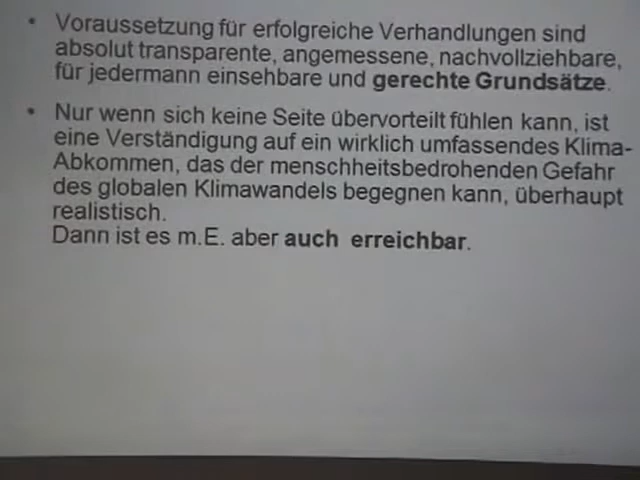 • Voraussetzung für erfolgreiche Verhandlungen sind
absolut transparente, angemessene, nachvollziehbare,
für jedermann einsehbare und gerechte Grundsätze.
• Nur wenn sich keine Seite übervorteilt fühlen kann, ist
eine Verständigung auf ein wirklich umfassendes Klima-
Abkommen, das der menschheitsbedrohenden Gefahr
des globalen Klimawandels begegnen kann, überhaupt
realistisch.
Dann ist es m.E. aber auch erreichbar.